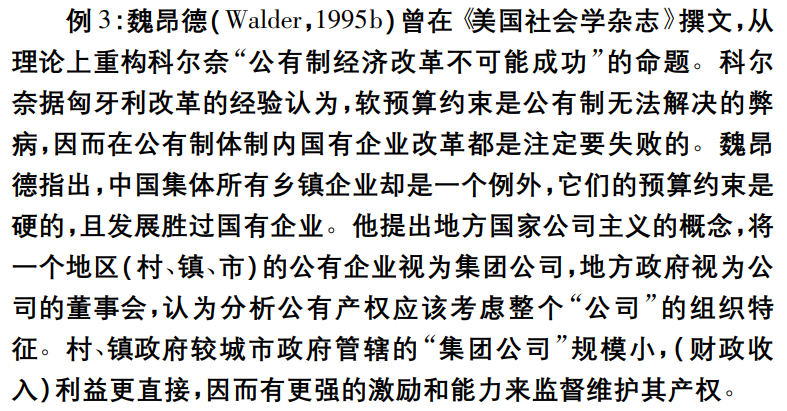 例 3:魏昂德(Walder,1995b)曾在《美国社会学杂志》撰文,从
理论上重构科尔奈“公有制经济改革不可能成功”的命题。科尔
奈据匈牙利改革的经验认为,软预算约束是公有制无法解决的弊
病,因而在公有制体制内国有企业改革都是注定要失败的。魏昂
德指出,中国集体所有乡镇企业却是一个例外,它们的预算约束是
硬的,且发展胜过国有企业。他提出地方国家公司主义的概念,将
一个地区(村、镇、市)的公有企业视为集团公司,地方政府视为公
司的董事会,认为分析公有产权应该考虑整个“公司”的组织特
征。村、镇政府较城市政府管辖的“集团公司”规模小,(财政收
入)利益更直接,因而有更强的激励和能力来监督维护其产权。